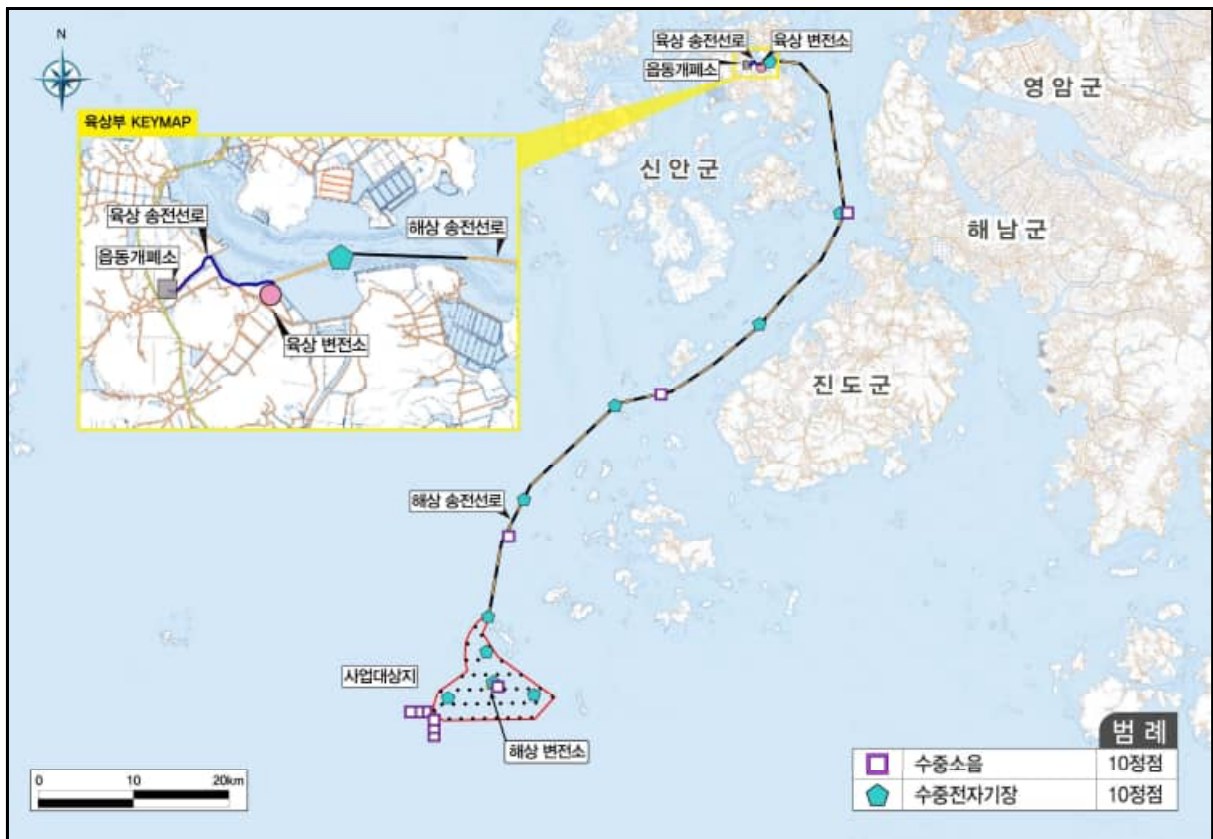 N
육상 송전선로
육상 변전소
읍동개폐소
영암군
육상부 KEYMAP
신안군
육상 송전선로
해상 송전선로
읍동개폐소
해남군
육상 변전소
진도군
해상 송전선로
사업대상지
해상 변전소
범 례
수중소음 10정점
수중전자기장 10정점
0 10 20km